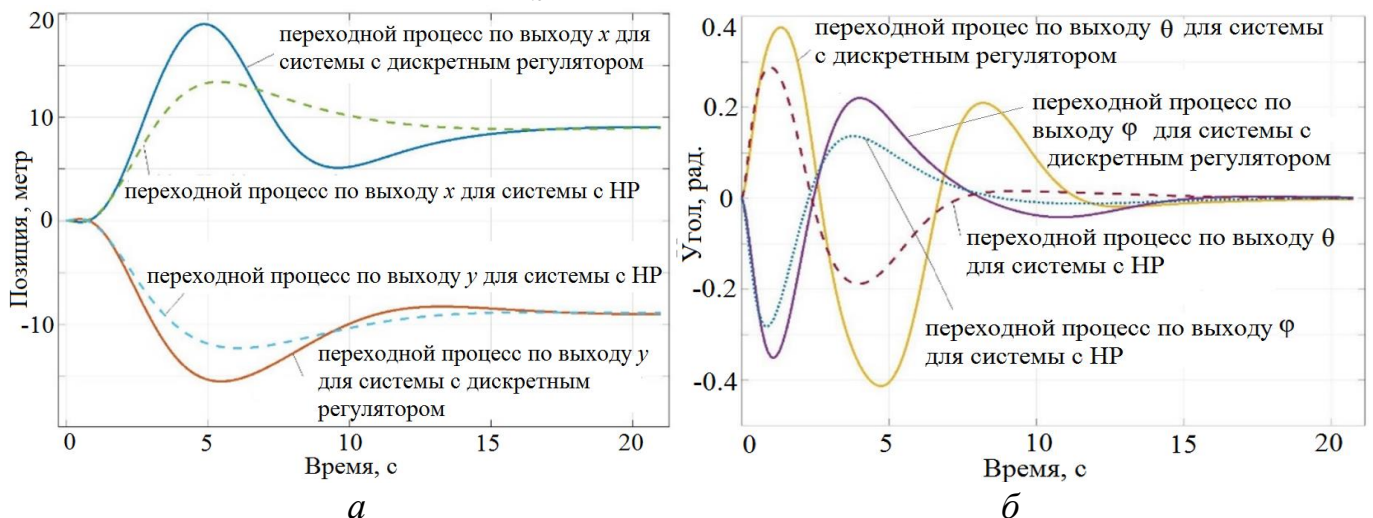 20
10
0
-10
Позиция , метр
переходной процесс по выходу x для
системы с дискретным регулятором
переходной процесс по выходу x для системы с НР
переходной процесс по выходу y для системы с НР
переходной процесс по выходу y
для системы с дискретным
регулятором
0
5
10
15
20
Время, с
а
0.4
0.2
0
-0.2
-0.4
Угол, рад.
переходной процес по выходу θ для системы
с дискретным регулятором
переходной процесс по
выходу φ для системы с
дискретным регулятором
переходной процесс по выходу θ
для системы с НР
переходной процесс по выходу φ
для системы с НР
0
5
10
15
20
Время, с
б